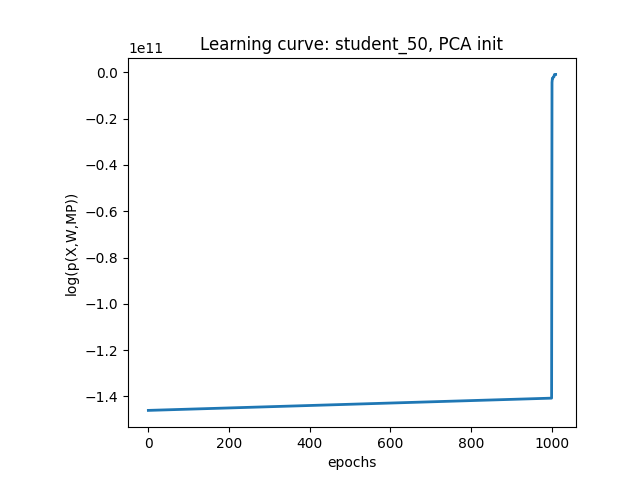 Learning curve: student_50, PCA init
1e11
0.0
−0.2
−0.4
−0.6
−0.8
−1.0
−1.2
−1.4
log(p(X,W,MP))
0 200 400 600 800 1000
epochs